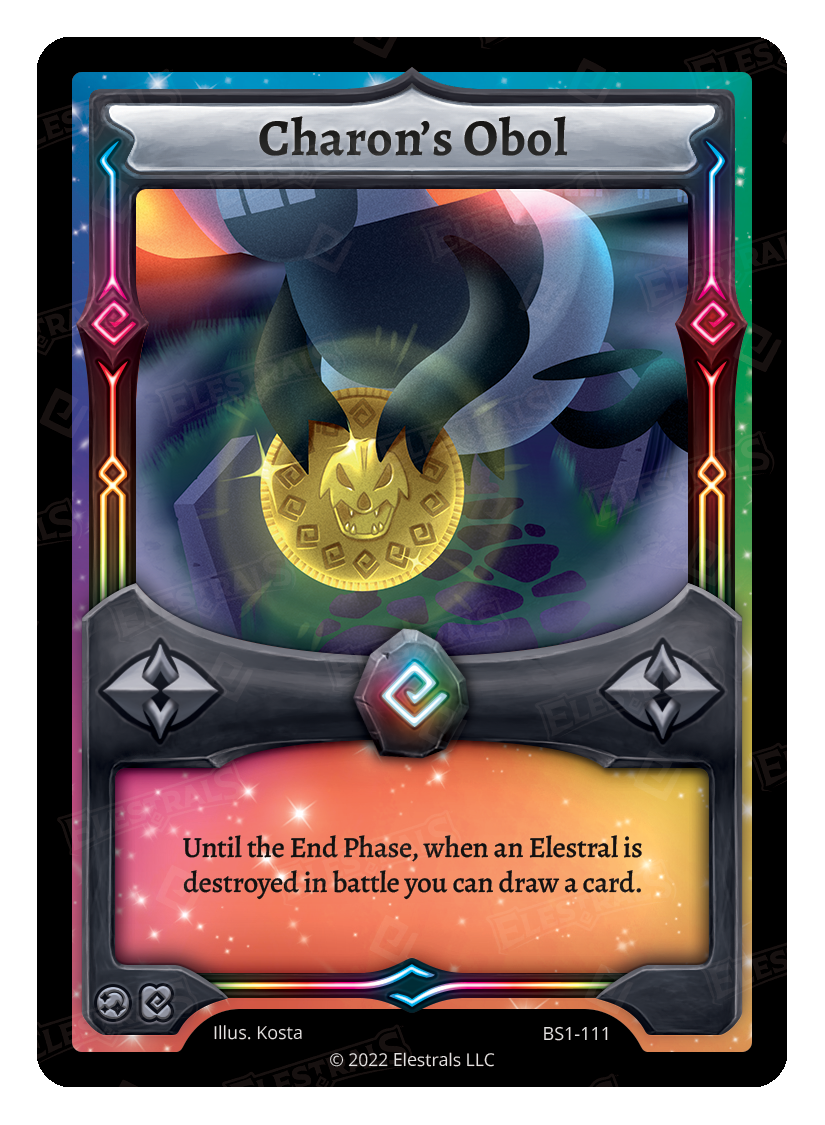 Charon’s Obol
Until the End Phase, when an Elestral is
destroyed in battle you can draw a card.
Illus. Kosta
BS1-111
© 2022 Elestrals LLC
ELESTRALS